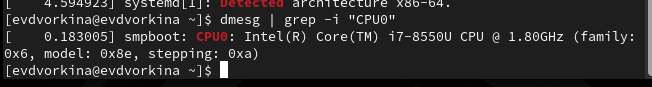 [    4.594923] systemd[1]: Detected architecture x86-64.
[evdvorkina@evdvorkina ~]$ dmesg | grep -i "CPU0"
[    0.183005] smpboot: CPU0: Intel(R) Core(TM) i7-8550U CPU @ 1.80GHz (family:
0x6, model: 0x8e, stepping: 0xa)
[evdvorkina@evdvorkina ~]$